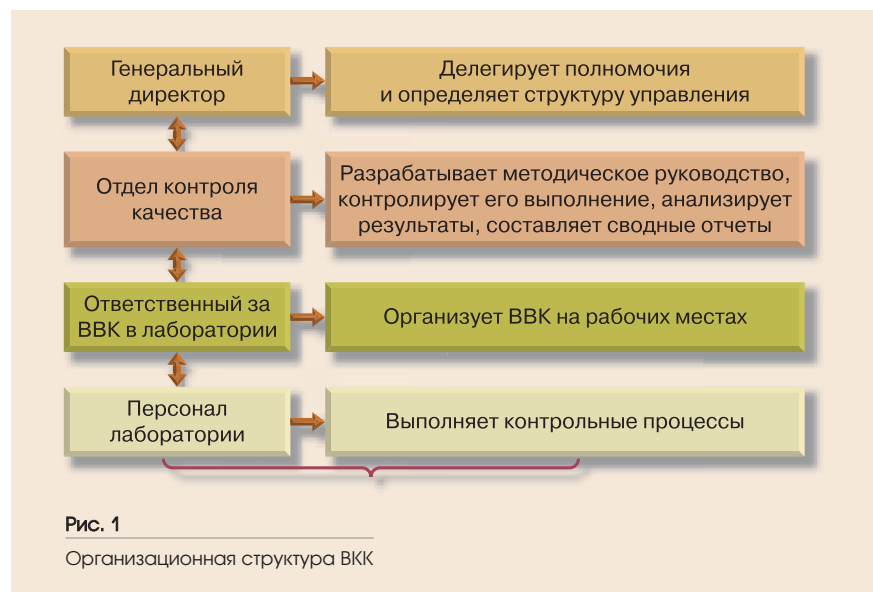 Генеральный
директор
Делегирует полномочия
и определяет структуру управления
Отдел контроля
качества
Разрабатывает методическое руководство,
контролирует его выполнение, анализирует
результаты, составляет сводные отчеты
Ответственный за
ВВК в лаборатории
Организует ВВК на рабочих местах
Персонал
лаборатории
Выполняет контрольные процессы
Рис. 1
Организационная структура ВКК